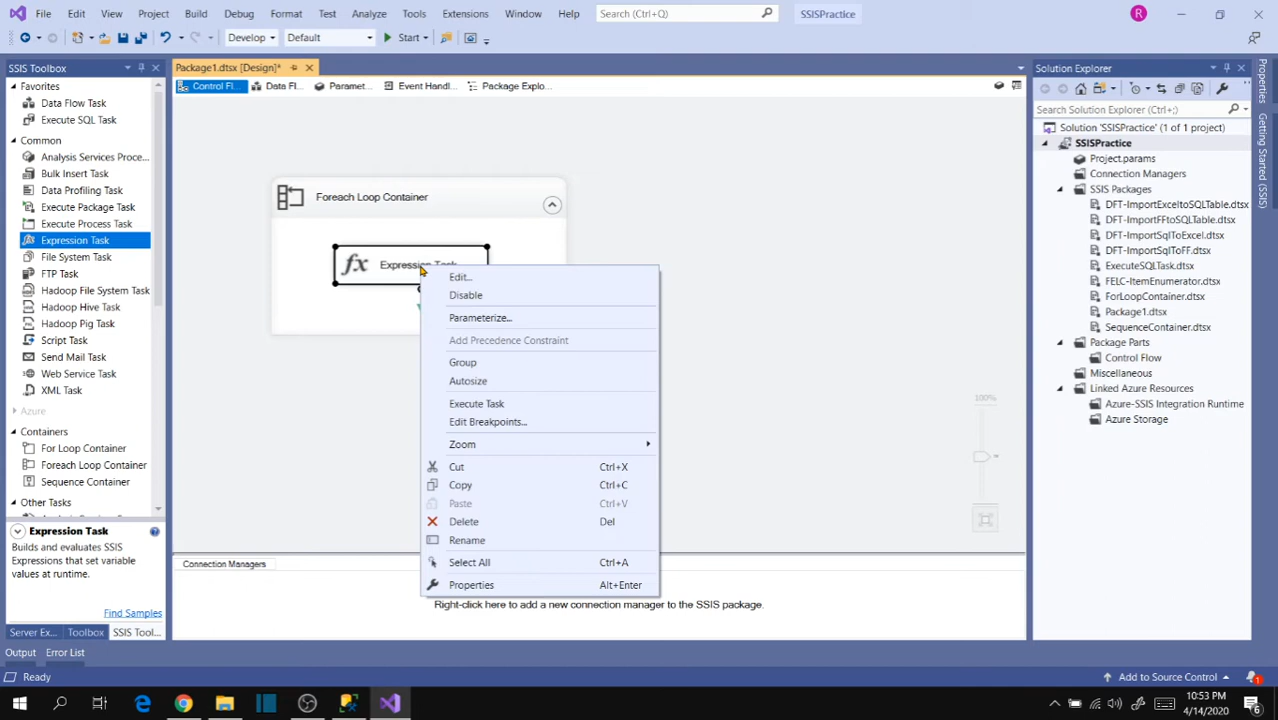 File Edit View Project Build Debug Format Test Analyze Tools Extensions Window Help Search (Ctrl+Q) SSISPractice R
Develop Default Start
SSIS Toolbox
Favorites
Data Flow Task
Execute SQL Task
Common
Analysis Services Proce...
Bulk Insert Task
Data Profiling Task
Execute Package Task
Execute Process Task
Expression Task
File System Task
FTP Task
Hadoop File System Task
Hadoop Hive Task
Hadoop Pig Task
Script Task
Send Mail Task
Web Service Task
XML Task
Azure
Containers
For Loop Container
Foreach Loop Container
Sequence Container
Other Tasks
Expression Task
Builds and evaluates SSIS
Expressions that set variable
values at runtime.
Find Samples
Server Ex... Toolbox SSIS Tool...
Output Error List
Ready
Package1.dtsx [Design]*
Control Fl... Data Fl... Paramet... Event Handl... Package Explo...
Foreach Loop Container
fx Expression Task
Edit...
Disable
Parameterize...
Add Precedence Constraint
Group
Autosize
Execute Task
Edit Breakpoints...
Zoom
Cut Ctrl+X
Copy Ctrl+C
Paste Ctrl+V
Delete Del
Rename
Select All Ctrl+A
Properties Alt+Enter
100%
Connection Managers
Right-click here to add a new connection manager to the SSIS package.
Solution Explorer
Search Solution Explorer (Ctrl+;)
Solution 'SSISPractice' (1 of 1 project)
SSISPractice
Project.params
Connection Managers
SSIS Packages
DFT-ImportExceltoSQLTable.dtsx
DFT-ImportFFtoSQLTable.dtsx
DFT-ImportSqlToExcel.dtsx
DFT-ImportSqlToFF.dtsx
ExecuteSQLTask.dtsx
FELC-ItemEnumerator.dtsx
ForLoopContainer.dtsx
Package1.dtsx
SequenceContainer.dtsx
Package Parts
Control Flow
Miscellaneous
Linked Azure Resources
Azure-SSIS Integration Runtime
Azure Storage
Properties
Getting Started (SSIS)
Add to Source Control 1
10:53 PM
4/14/2020
6